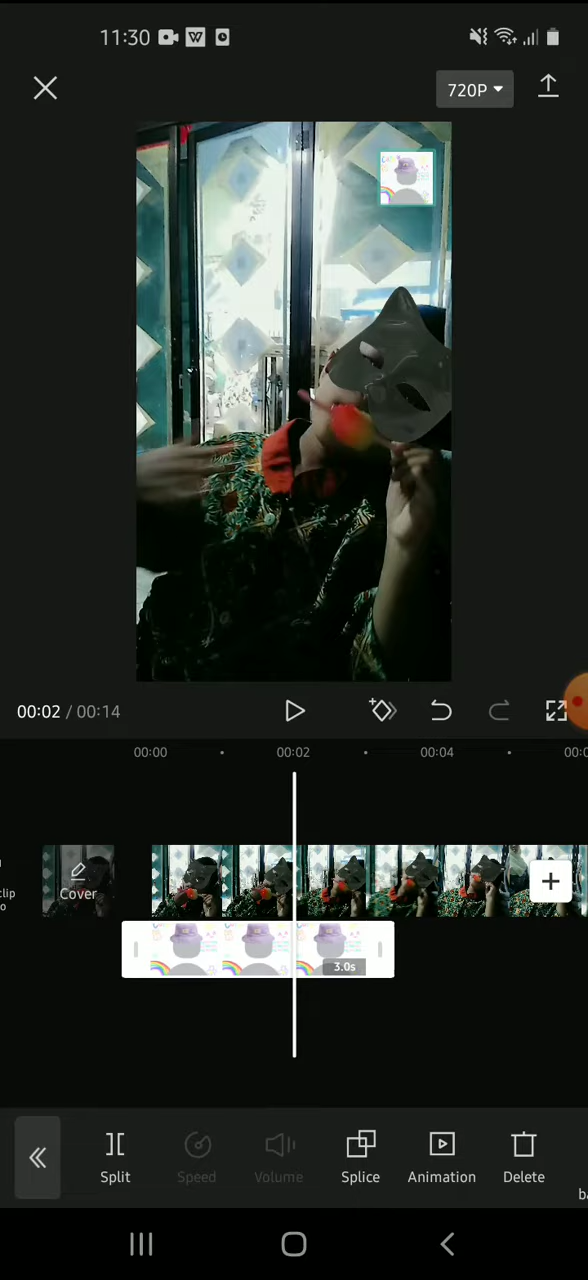 11:30
720P
00:02 / 00:14
00:00
00:02
00:04
Cover
3.0s
Split
Speed
Volume
Splice
Animation
Delete